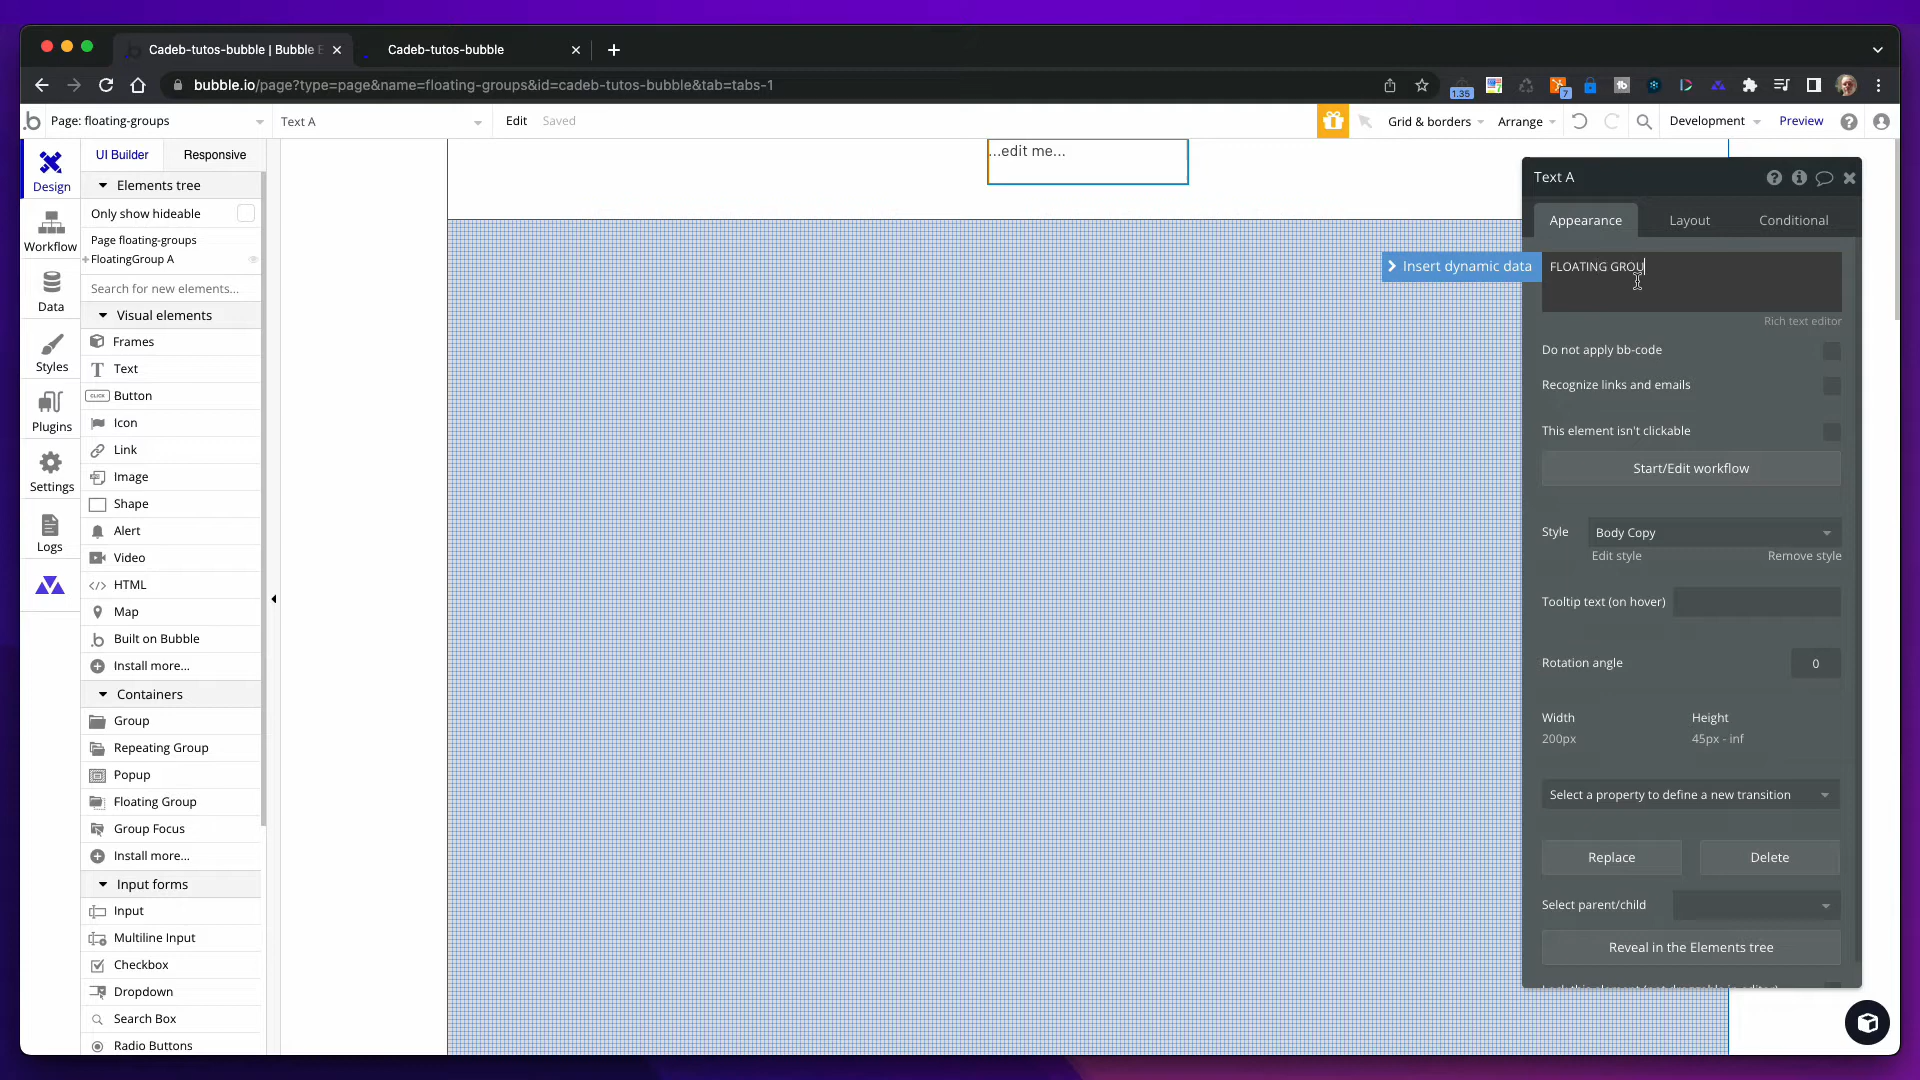 Cadeb-tutos-bubble | Bubble E
Cadeb-tutos-bubble
bubble.io/page?type=page&name=floating-groups&id=cadeb-tutos-bubble&tab=tabs-1
1.35
7
Page: floating-groups
Text A
Edit
Saved
Grid & borders
Arrange
Development
Preview
Design
Workflow
Data
Styles
Plugins
Settings
Logs
UI Builder
Responsive
Elements tree
Only show hideable
Page floating-groups
FloatingGroup A
Search for new elements...
Visual elements
Frames
Text
CLICK
Button
Icon
Link
Image
Shape
Alert
Video
HTML
Map
Built on Bubble
Install more...
Containers
Group
Repeating Group
Popup
Floating Group
Group Focus
Install more...
Input forms
Input
Multiline Input
Checkbox
Dropdown
Search Box
Radio Buttons
...edit me...
Insert dynamic data
Text A
Appearance
Layout
Conditional
FLOATING GROU
Rich text editor
Do not apply bb-code
Recognize links and emails
This element isn't clickable
Start/Edit workflow
Style
Body Copy
Edit style
Remove style
Tooltip text (on hover)
Rotation angle
0
Width
Height
200px
45px - inf
Select a property to define a new transition
Replace
Delete
Select parent/child
Reveal in the Elements tree